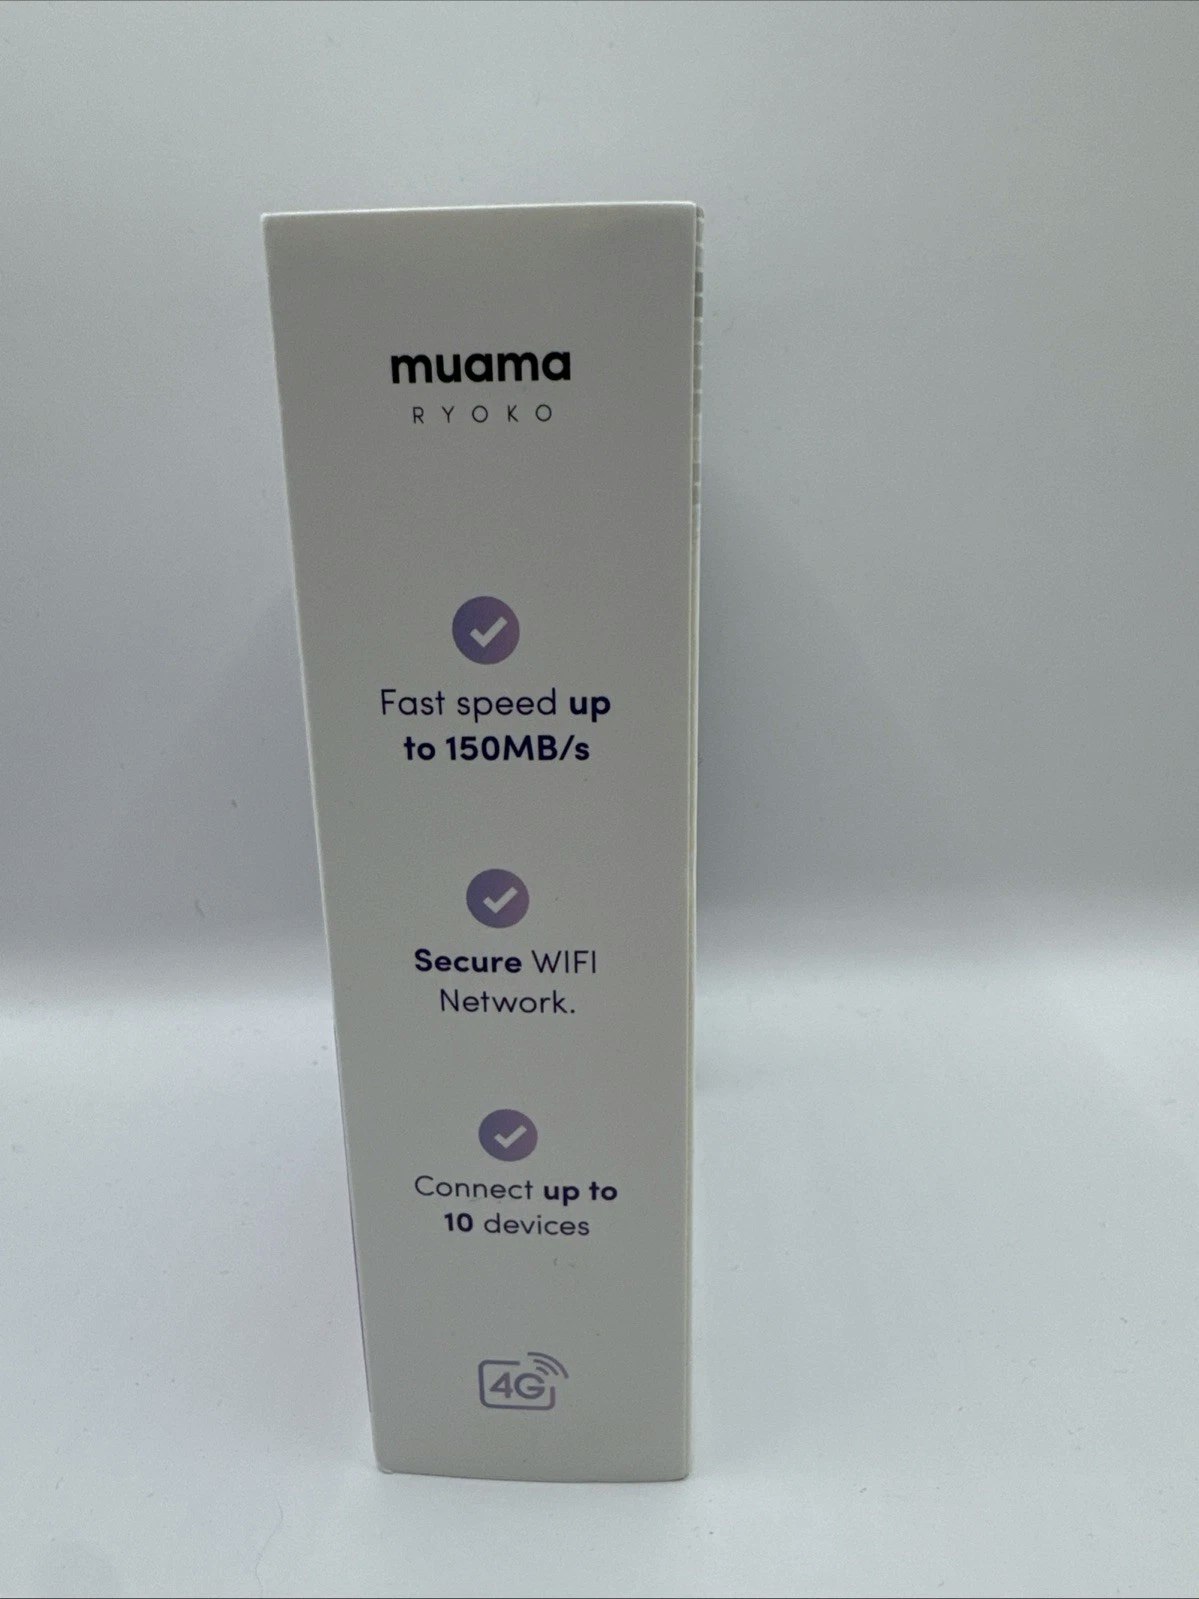 muama
RYOKO
Fast speed up
to 150MB/s
Secure WIFI
Network.
Connect up to
10 devices
4G